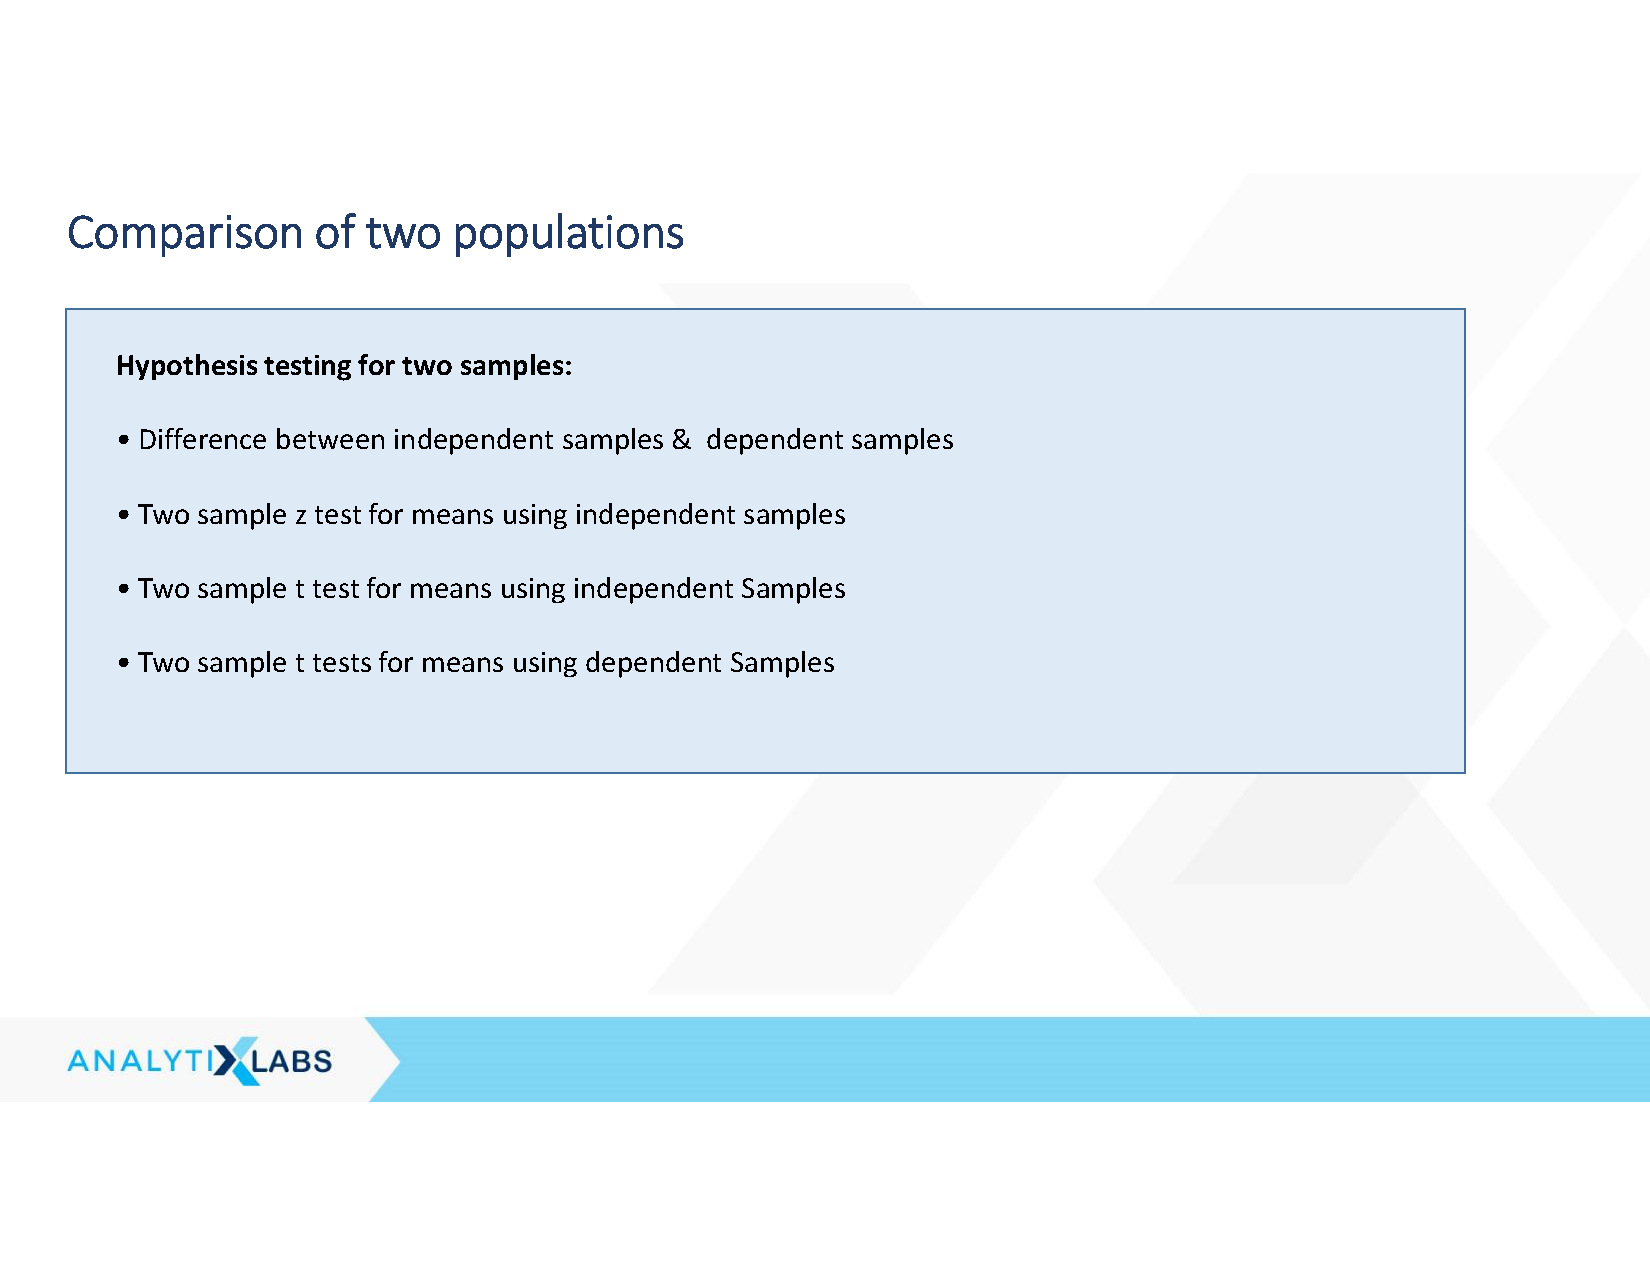 Comparison of two populations
Hypothesis testing for two samples:
• Difference between independent samples &  dependent samples
• Two sample z test for means using independent samples
• Two sample t test for means using independent Samples
• Two sample t tests for means using dependent Samples
ANALYTIXLABS